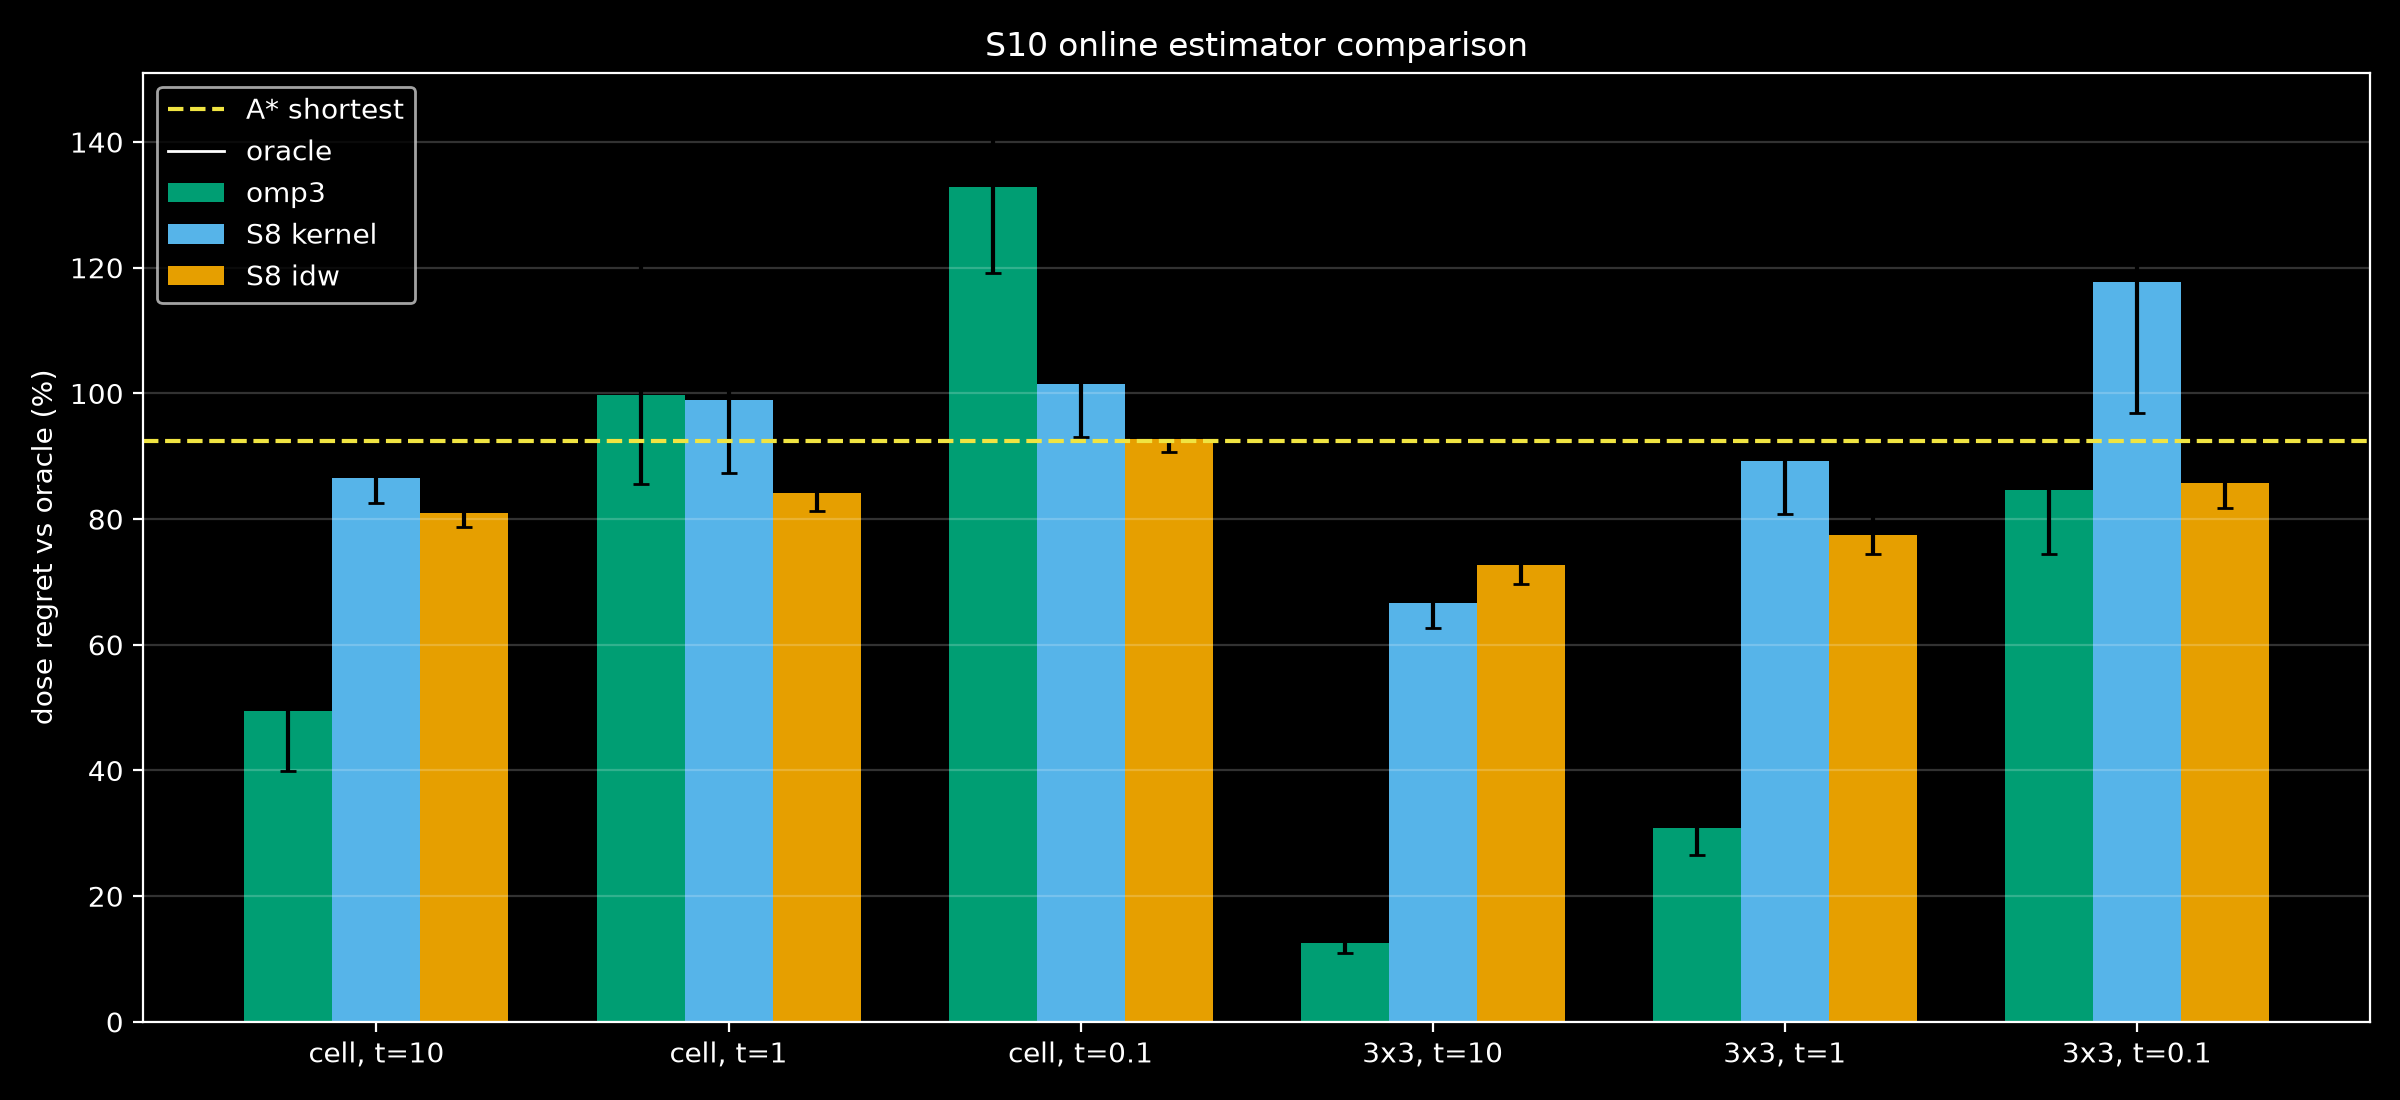 S10 online estimator comparison
A* shortest
oracle
omp3
S8 kernel
S8 idw
dose regret vs oracle (%)
140
120
100
80
60
40
20
0
cell, t=10
cell, t=1
cell, t=0.1
3x3, t=10
3x3, t=1
3x3, t=0.1